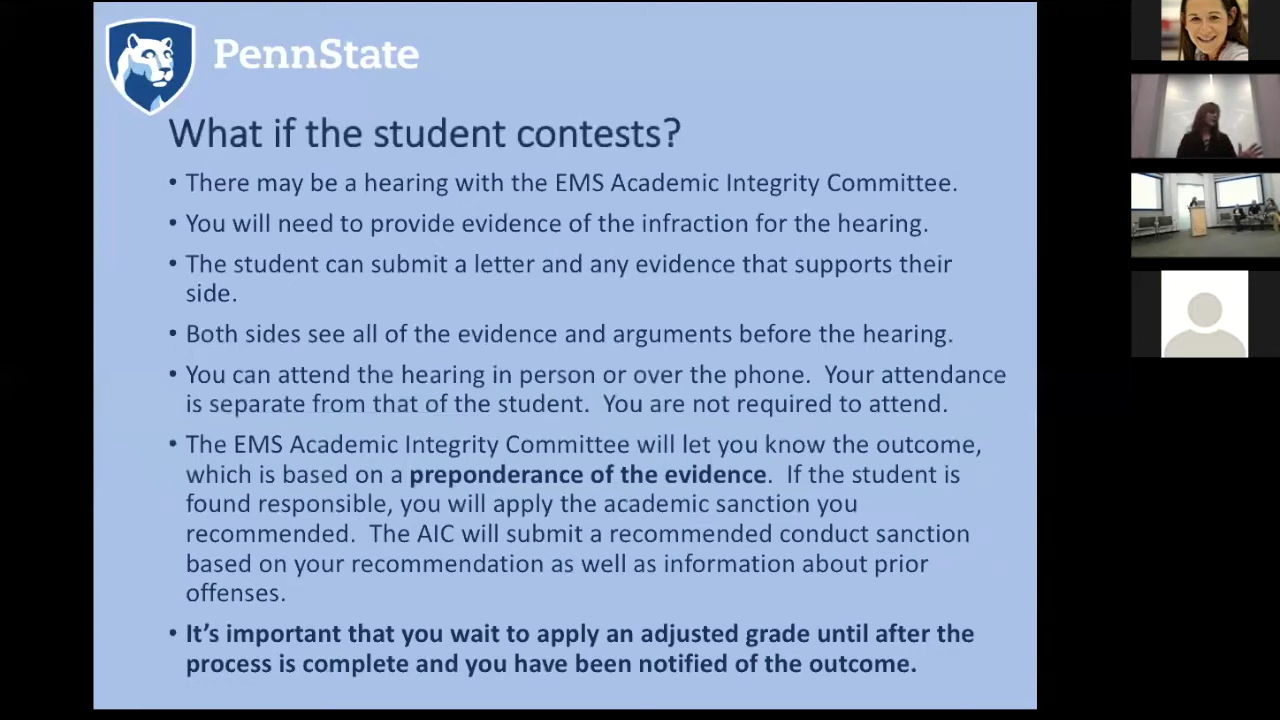 PennState
What if the student contests?
• There may be a hearing with the EMS Academic Integrity Committee.
• You will need to provide evidence of the infraction for the hearing.
• The student can submit a letter and any evidence that supports their
side.
• Both sides see all of the evidence and arguments before the hearing.
• You can attend the hearing in person or over the phone.  Your attendance
is separate from that of the student.  You are not required to attend.
• The EMS Academic Integrity Committee will let you know the outcome,
which is based on a preponderance of the evidence.  If the student is
found responsible, you will apply the academic sanction you
recommended.  The AIC will submit a recommended conduct sanction
based on your recommendation as well as information about prior
offenses.
• It’s important that you wait to apply an adjusted grade until after the
process is complete and you have been notified of the outcome.